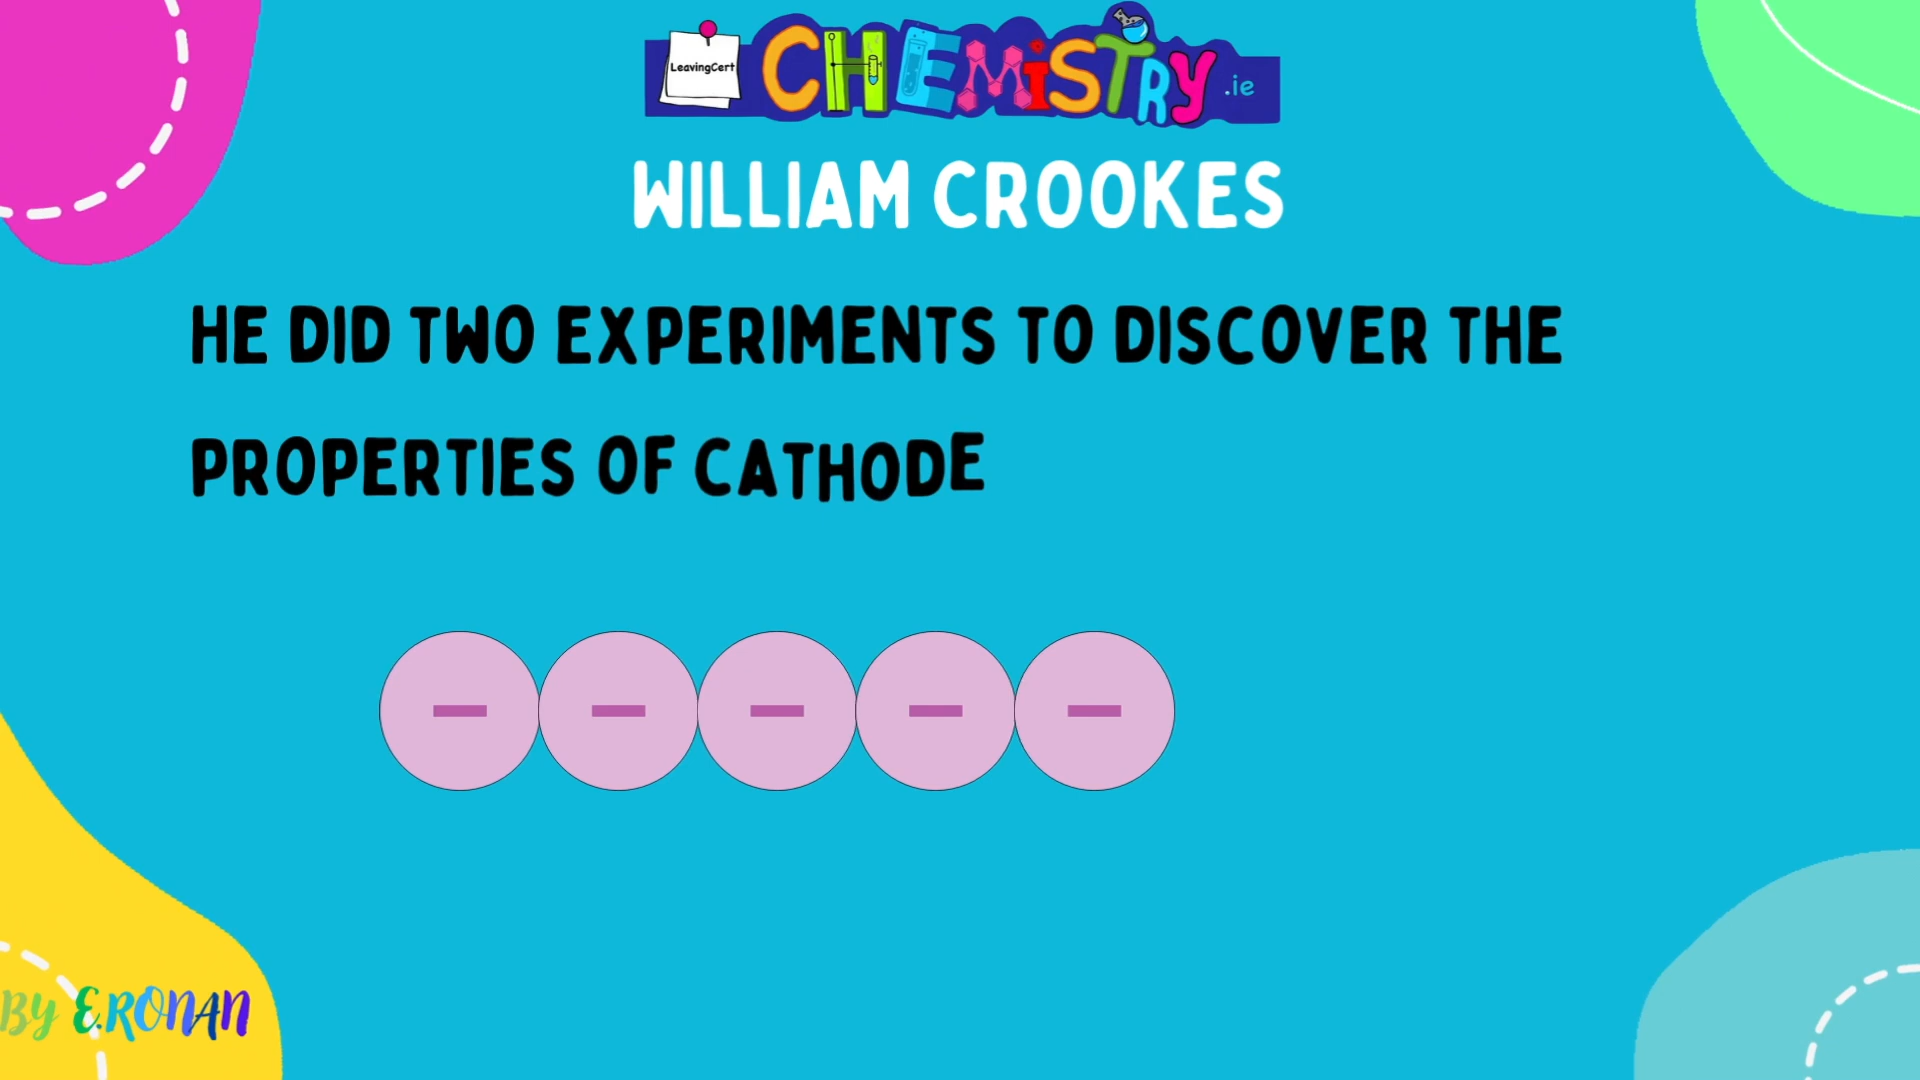 LeavingCert
CHEMiSTRy
.ie
WILLIAM CROOKES
HE DID TWO EXPERIMENTS TO DISCOVER THE
PROPERTIES OF CATHODE
By E.RONAN